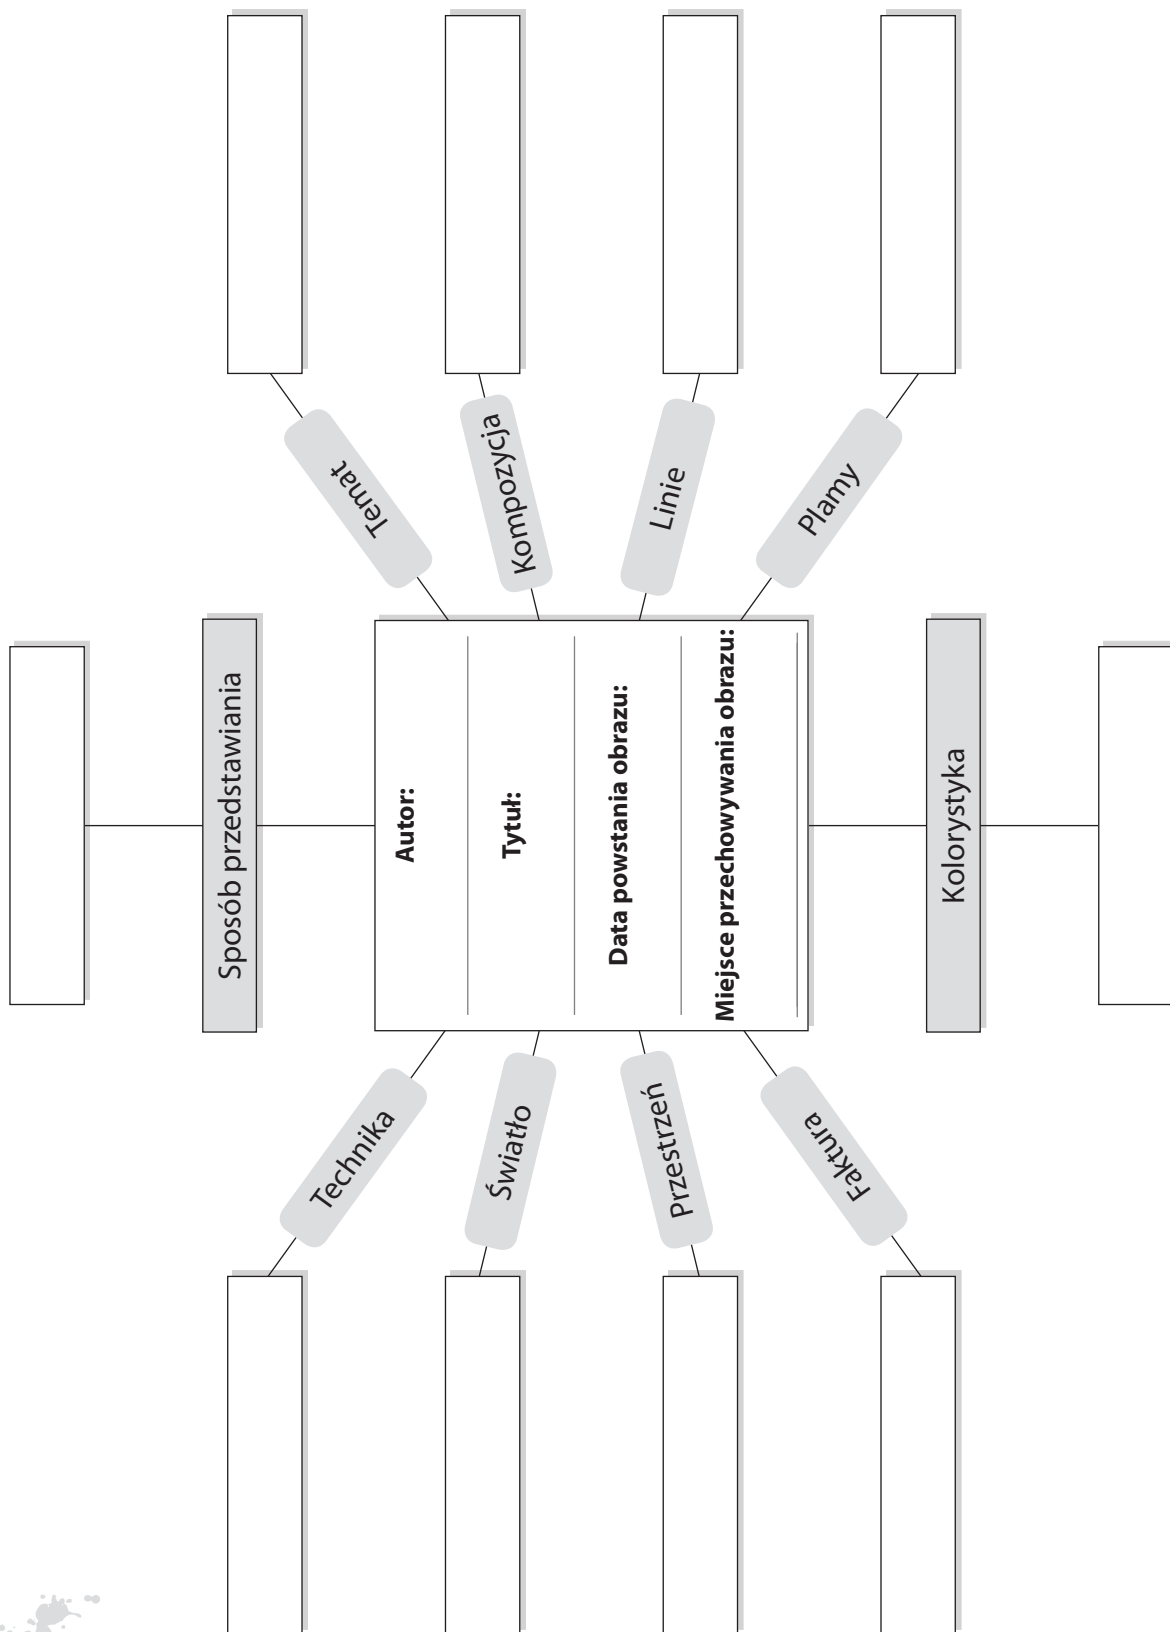 Sposób przedstawiania
Technika
Temat
Światło
Kompozycja
Autor:
Tytuł:
Data powstania obrazu:
Miejsce przechowywania obrazu:
Przestrzeń
Linie
Faktura
Plamy
Kolorystyka